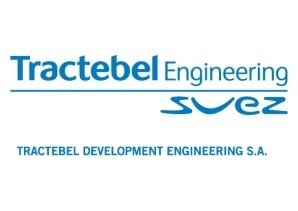 Tractebel Engineering
suez
TRACTEBEL DEVELOPMENT ENGINEERING S.A.